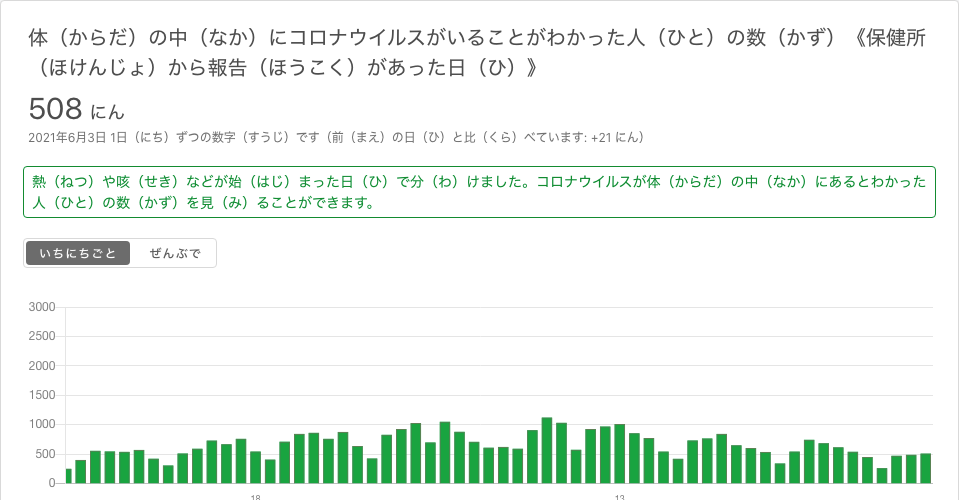 体（からだ）の中（なか）にコロナウイルスがいることがわかった人（ひと）の数（かず）《保健所
（ほけんじょ）から報告（ほうこく）があった日（ひ）》
508 にん
2021年6月3日 1日（にち）ずつの数字（すうじ）です（前（まえ）の日（ひ）と比（くら）べています: +21 にん）
熱（ねつ）や咳（せき）などが始（はじ）まった日（ひ）で分（わ）けました。コロナウイルスが体（からだ）の中（なか）にあるとわかった
人（ひと）の数（かず）を見（み）ることができます。
いちにちごと ぜんぶで
3000
2500
2000
1500
1000
500
0
18 13